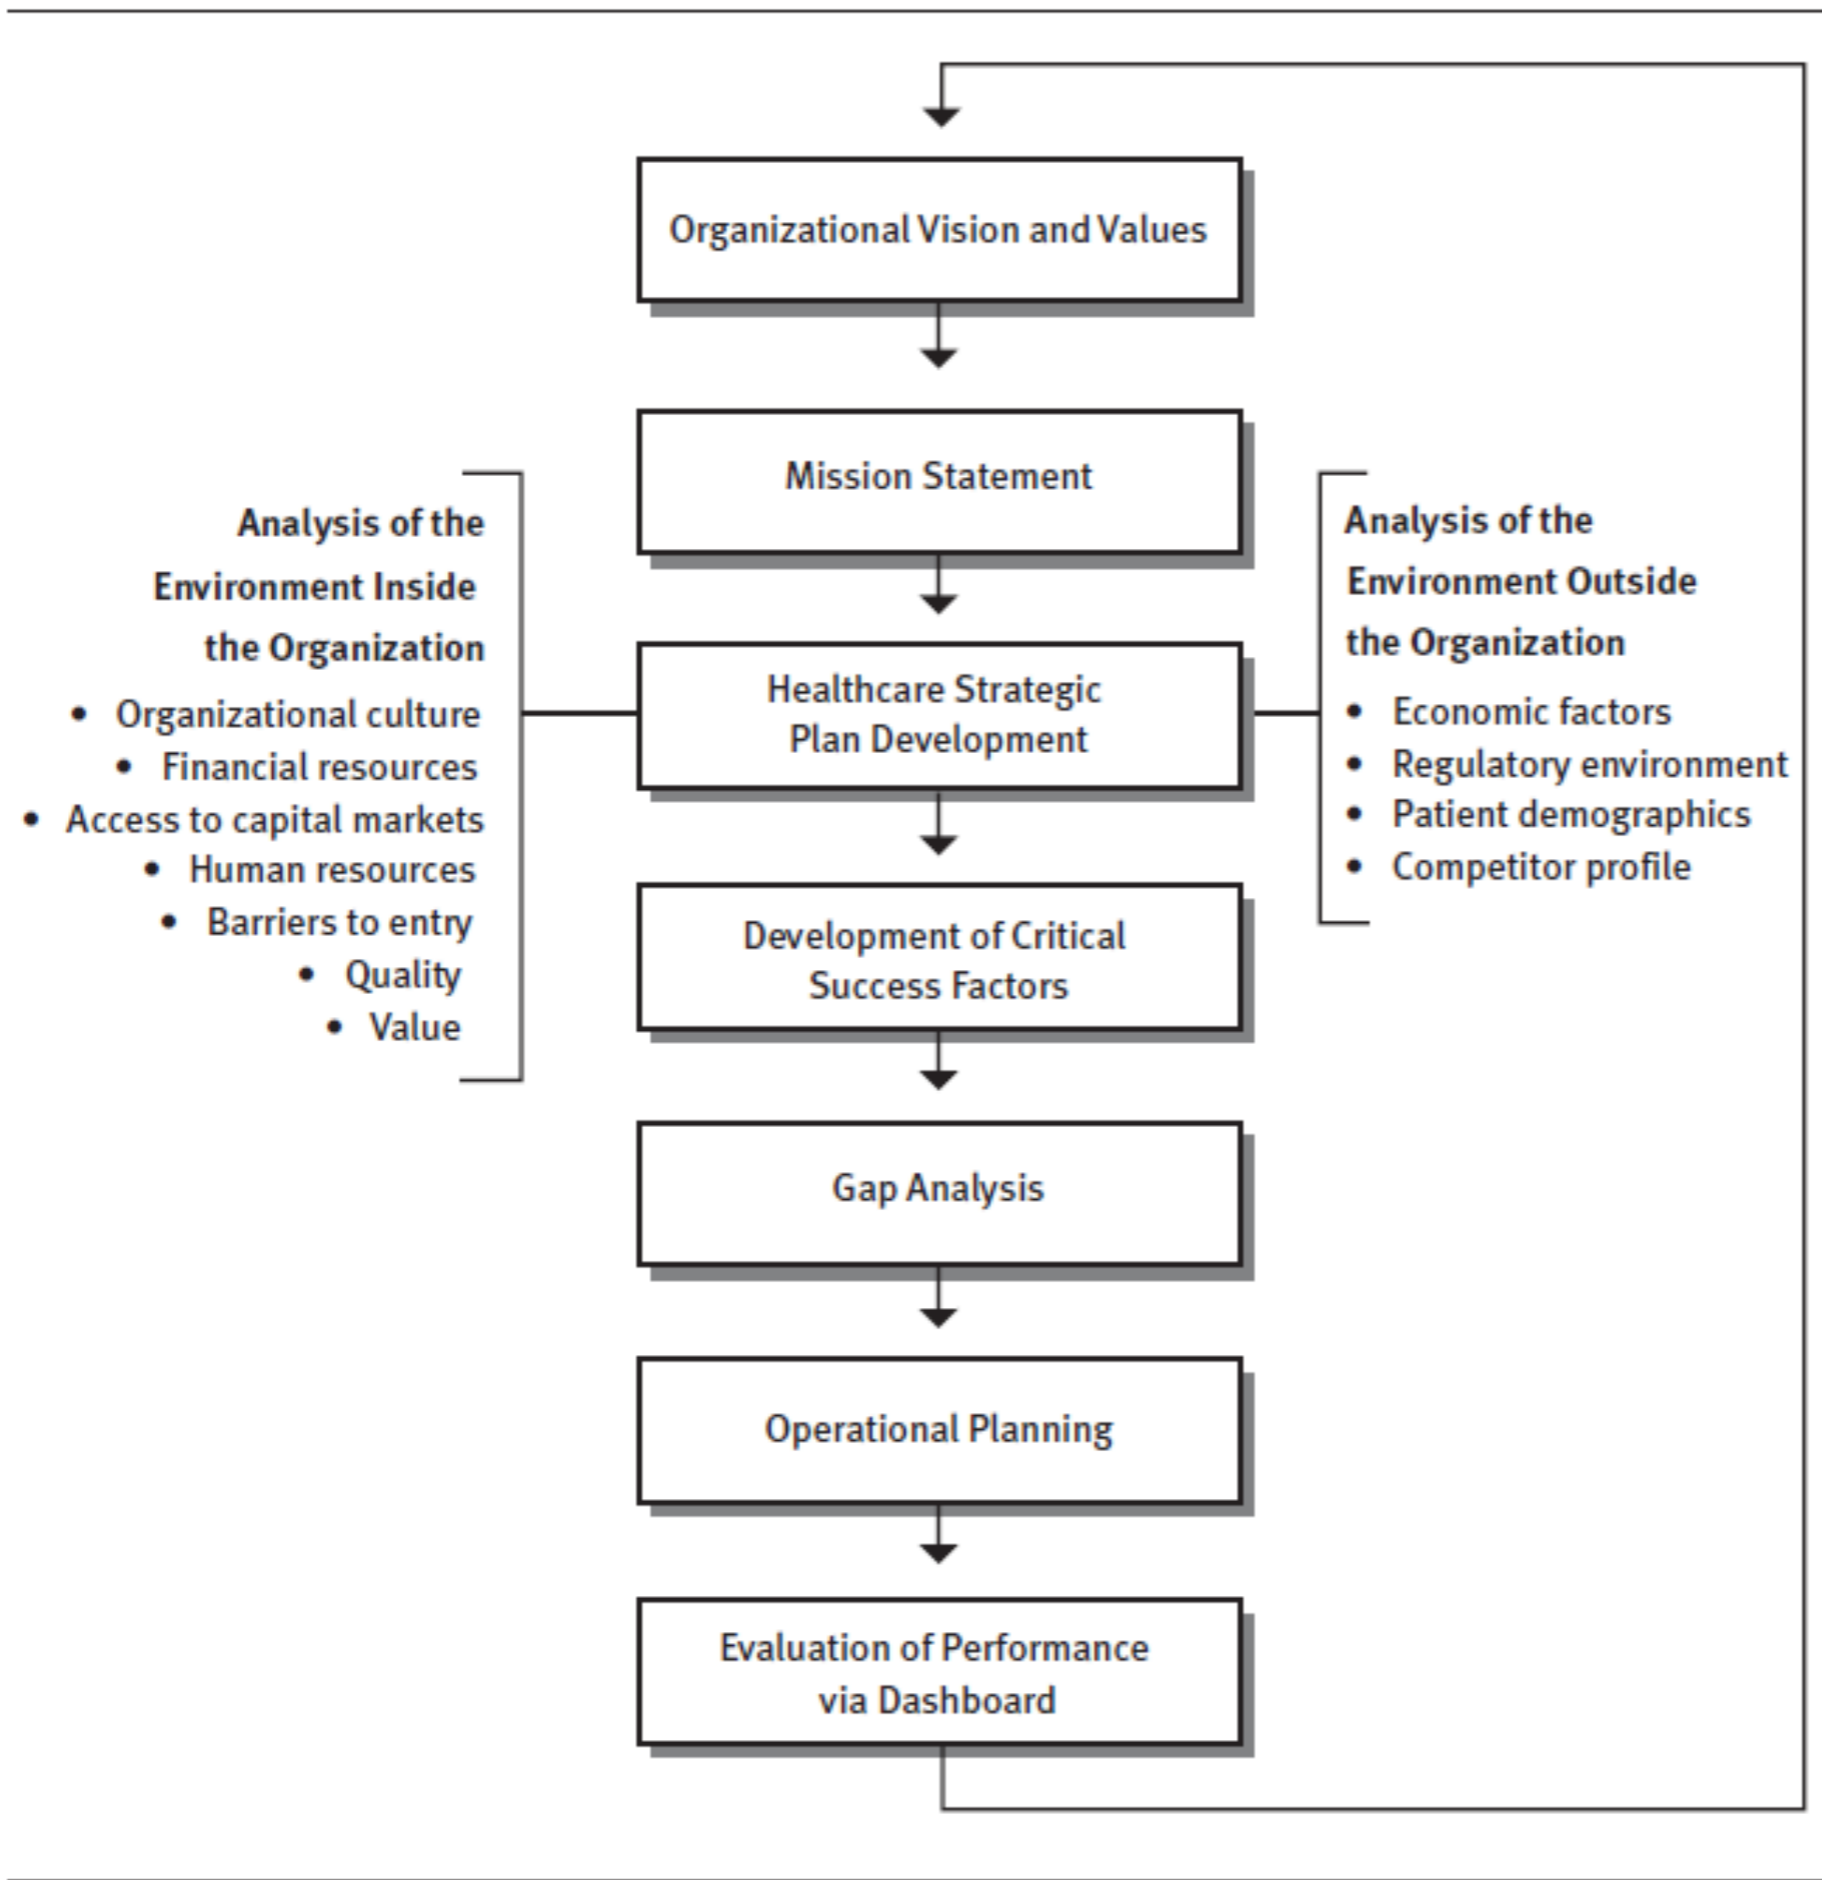 Organizational Vision and Values
Mission Statement
Analysis of the
Environment Inside
the Organization
• Organizational culture
• Financial resources
• Access to capital markets
• Human resources
• Barriers to entry
• Quality
• Value
Healthcare Strategic
Plan Development
Analysis of the
Environment Outside
the Organization
• Economic factors
• Regulatory environment
• Patient demographics
• Competitor profile
Development of Critical
Success Factors
Gap Analysis
Operational Planning
Evaluation of Performance
via Dashboard